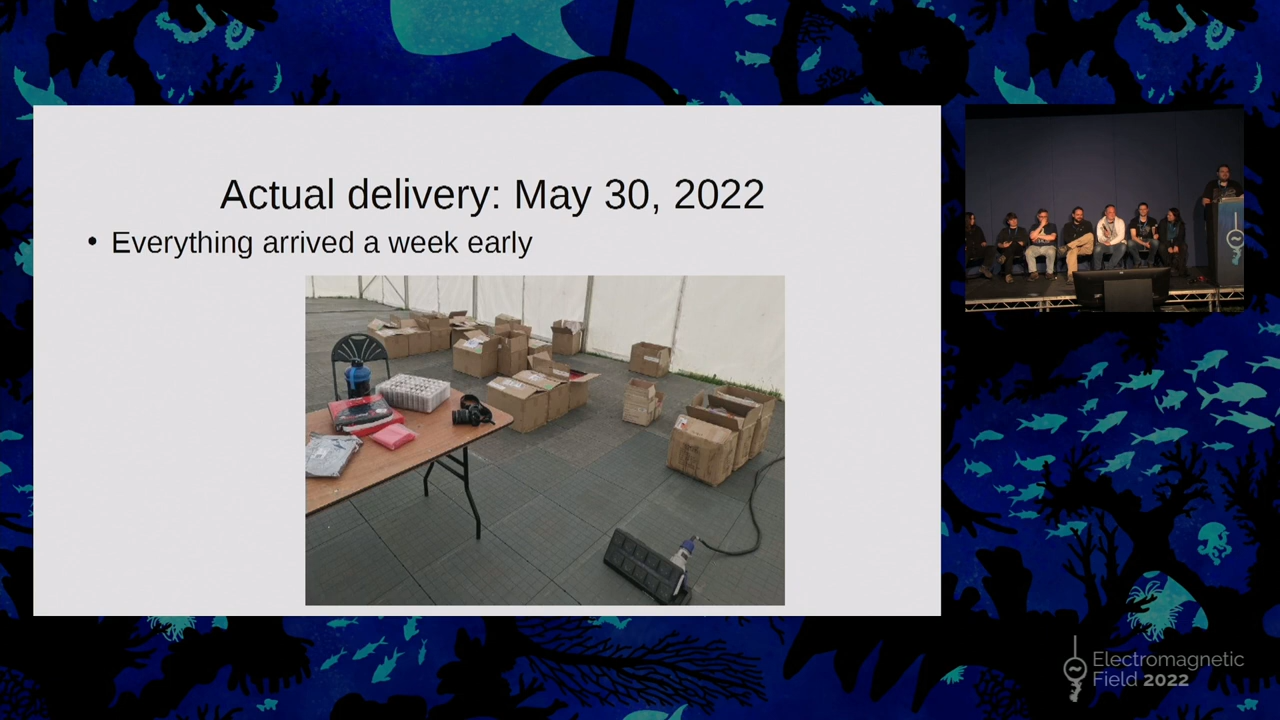 Actual delivery: May 30, 2022
• Everything arrived a week early
Electromagnetic
Field 2022